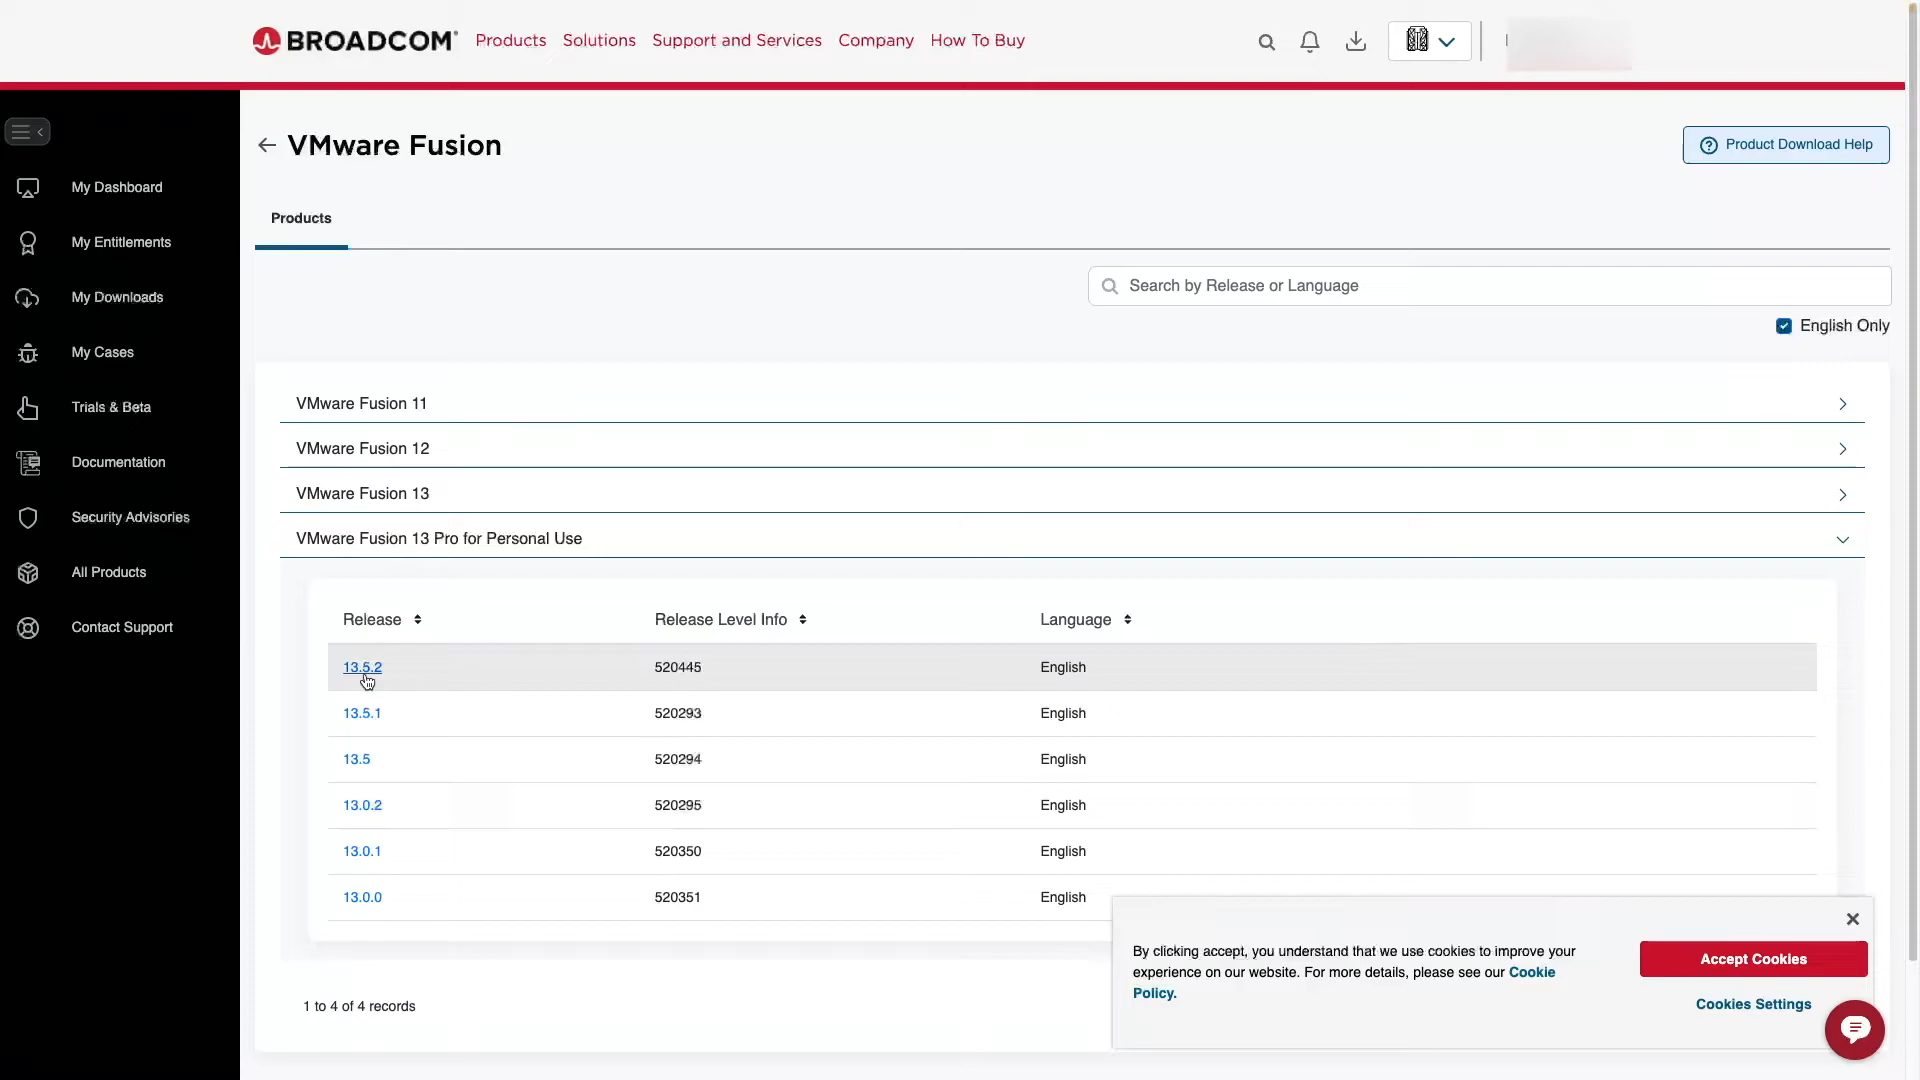 BROADCOM
Products Solutions Support and Services Company How To Buy
VMware Fusion
Product Download Help
My Dashboard
My Entitlements
My Downloads
My Cases
Trials & Beta
Documentation
Security Advisories
All Products
Contact Support
Products
Search by Release or Language
English Only
VMware Fusion 11
VMware Fusion 12
VMware Fusion 13
VMware Fusion 13 Pro for Personal Use
Release Release Level Info Language
13.5.2 520445 English
13.5.1 520293 English
13.5 520294 English
13.0.2 520295 English
13.0.1 520350 English
13.0.0 520351 English
1 to 4 of 4 records
By clicking accept, you understand that we use cookies to improve your
experience on our website. For more details, please see our Cookie
Policy.
Accept Cookies
Cookies Settings